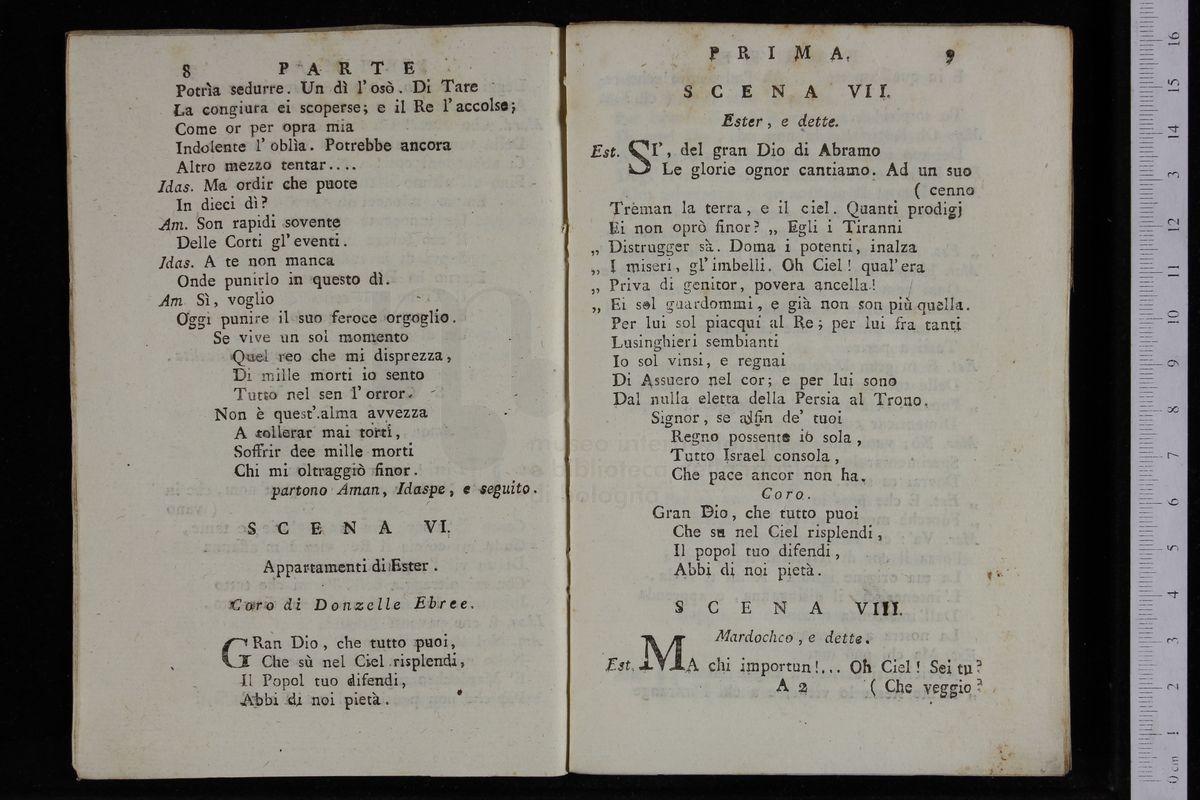 8 PARTE
Potrìa sedurre. Un dì l'osò. Di Tare
La congiura ei scoperse; e il Re l'accolse;
Come or per opra mia
Indolente l'oblìa. Potrebbe ancora
Altro mezzo tentar....
Idas. Ma ordir che puote
In dieci dì?
Am. Son rapidi sovente
Delle Corti gl'eventi.
Idas. A te non manca
Onde punirlo in questo dì.
Am. Sì, voglio
Oggi punire il suo feroce orgoglio.
Se vive un sol momento
Quel reo che mi disprezza,
Di mille morti io sento
Tutto nel sen l'orror.
Non è quest'alma avvezza
A tollerar mai torti,
Soffrir dee mille morti
Chi mi oltraggiò finor.
partono Aman, Idaspe, e seguito.
SCENA VI.
Appartamenti di Ester.
Coro di Donzelle Ebree.
GRan Dio, che tutto puoi,
Che sù nel Ciel risplendi,
Il Popol tuo difendi,
Abbi di noi pietà.
PRIMA. 9
SCENA VII.
Ester, e dette.
Est. SI', del gran Dio di Abramo
Le glorie ognor cantiamo. Ad un suo
( cenno
Trèman la terra, e il ciel. Quanti prodigj
Ei non oprò finor? „ Egli i Tiranni
„ Distrugger sà. Doma i potenti, inalza
„ I miseri, gl'imbelli. Oh Ciel! qual'era
„ Priva di genitor, povera ancella!
„ Ei sol guardommi, e già non son più quella.
Per lui sol piacqui al Re; per lui fra tanti
Lusinghieri sembianti
Io sol vinsi, e regnai
Di Assuero nel cor; e per lui sono
Dal nulla eletta della Persia al Trono.
Signor, se alfin de' tuoi
Regno possente iò sola,
Tutto Israel consola,
Che pace ancor non ha.
Coro.
Gran Dio, che tutto puoi
Che su nel Ciel risplendi,
Il popol tuo difendi,
Abbi di noi pietà.
SCENA VIII.
Mardocheo, e dette.
Est. MA chi importun!... Oh Ciel! Sei tu?
A 2 ( Che veggio?